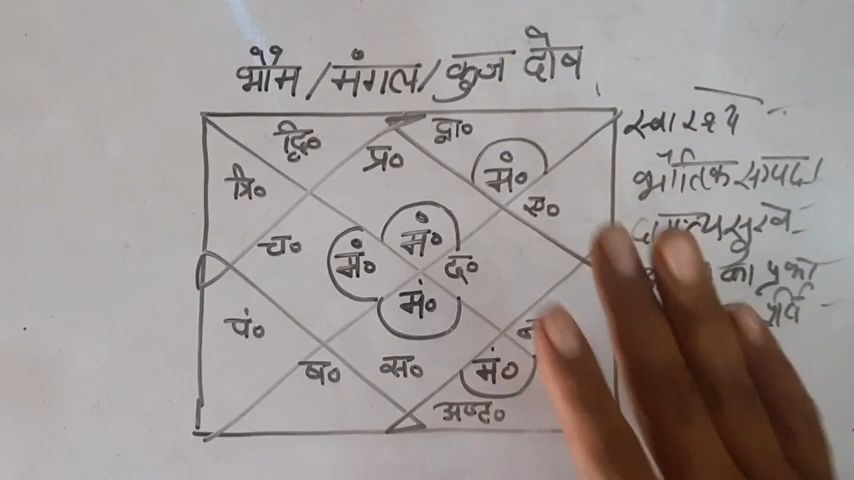 भौम / मंगल / कूज दोष
द्वि० प्र० द्वा०
त्रि० मं० ए०
च० मं० मं० द०
मं०
पं०
ष० स० मं०
अष्ट०
स्वास्थ्य
भौतिक सम्पदा
सुख
का